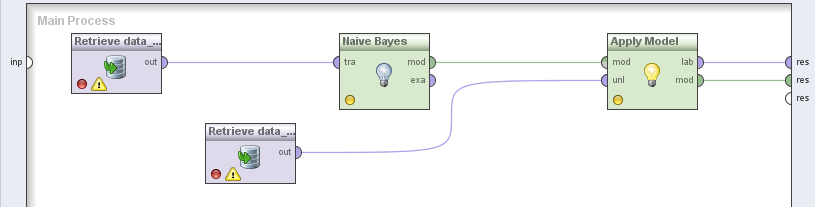 Main Process
Retrieve data_...
Naive Bayes
Apply Model
inp
out
tra
mod
mod
lab
res
exa
unl
mod
res
res
Retrieve data_...
out